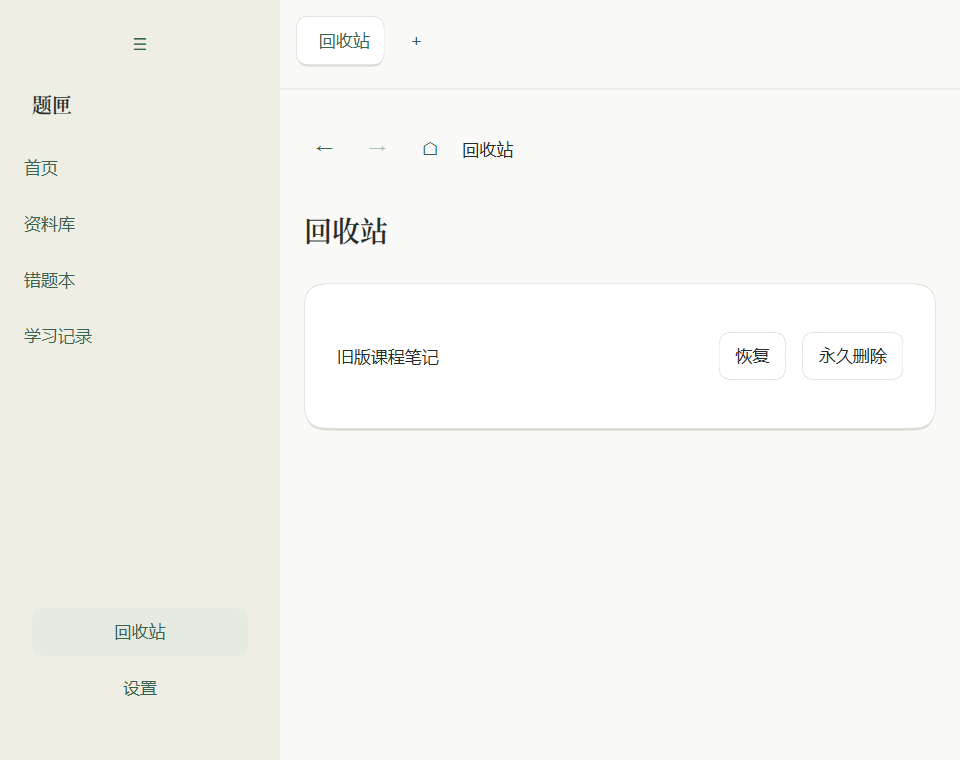 ☰
题匣
首页
资料库
错题本
学习记录
回收站
设置
回收站 +
← → 回收站
回收站
旧版课程笔记 恢复 永久删除